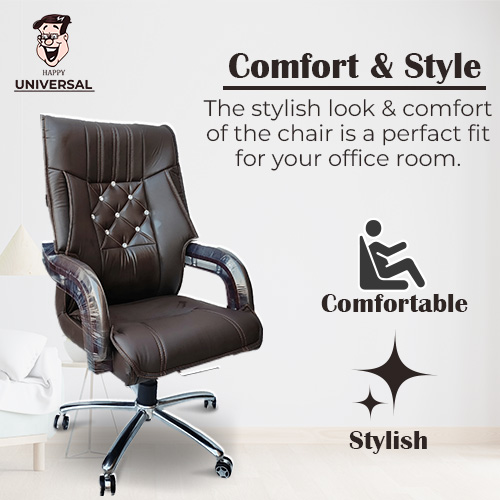 HAPPY
UNIVERSAL
Comfort & Style
The stylish look & comfort
of the chair is a perfect fit
for your office room.
Comfortable
Stylish